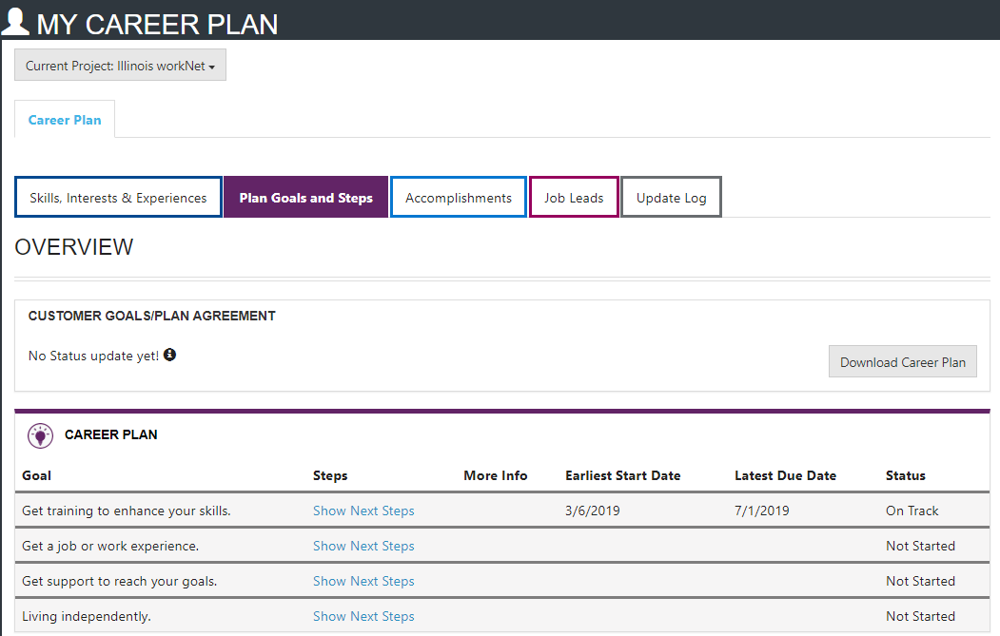 MY CAREER PLAN
Current Project: Illinois workNet
Career Plan
Skills, Interests & Experiences Plan Goals and Steps Accomplishments Job Leads Update Log
OVERVIEW
CUSTOMER GOALS/PLAN AGREEMENT
No Status update yet!
Download Career Plan
CAREER PLAN
Goal Steps More Info Earliest Start Date Latest Due Date Status
Get training to enhance your skills. Show Next Steps 3/6/2019 7/1/2019 On Track
Get a job or work experience. Show Next Steps Not Started
Get support to reach your goals. Show Next Steps Not Started
Living independently. Show Next Steps Not Started